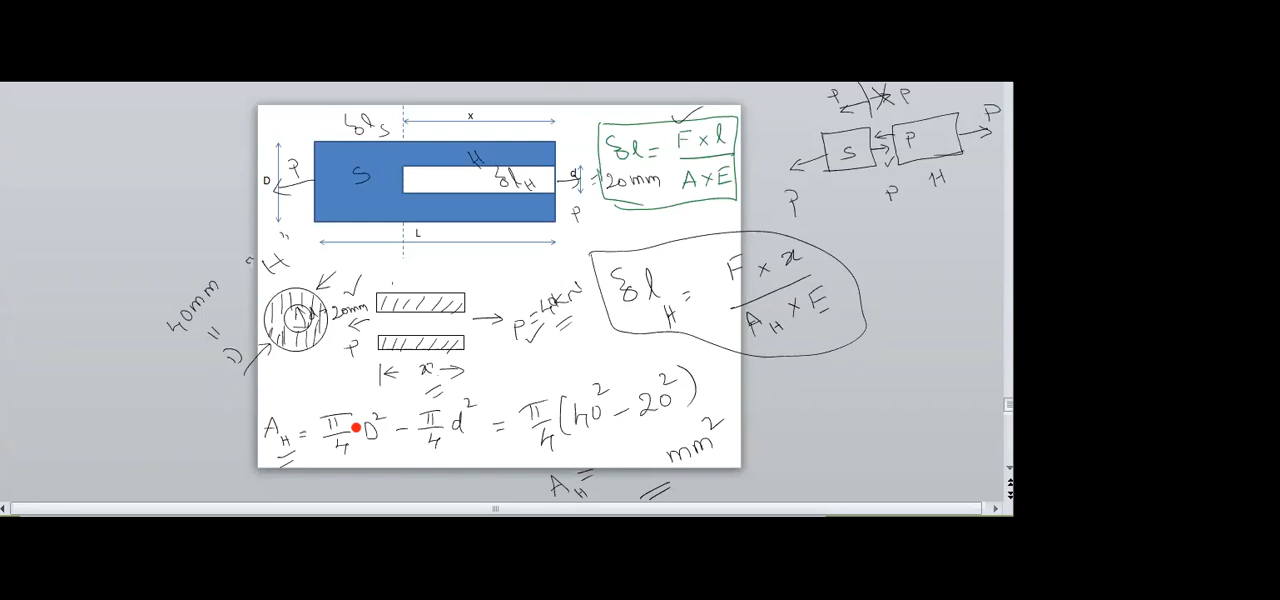 P P
x
δl_S
P
D
S
H
δl_H
d = 20mm
P
L
δl = F × l / A × E
S
P
P
P
P
H
"H"
δl_H = F × x / A_H × E
40mm
=
D
d = 20mm
P
P = 4kN
x
A_H = π/4 D² − π/4 d² = π/4 (40² − 20²)
mm²
A_H =